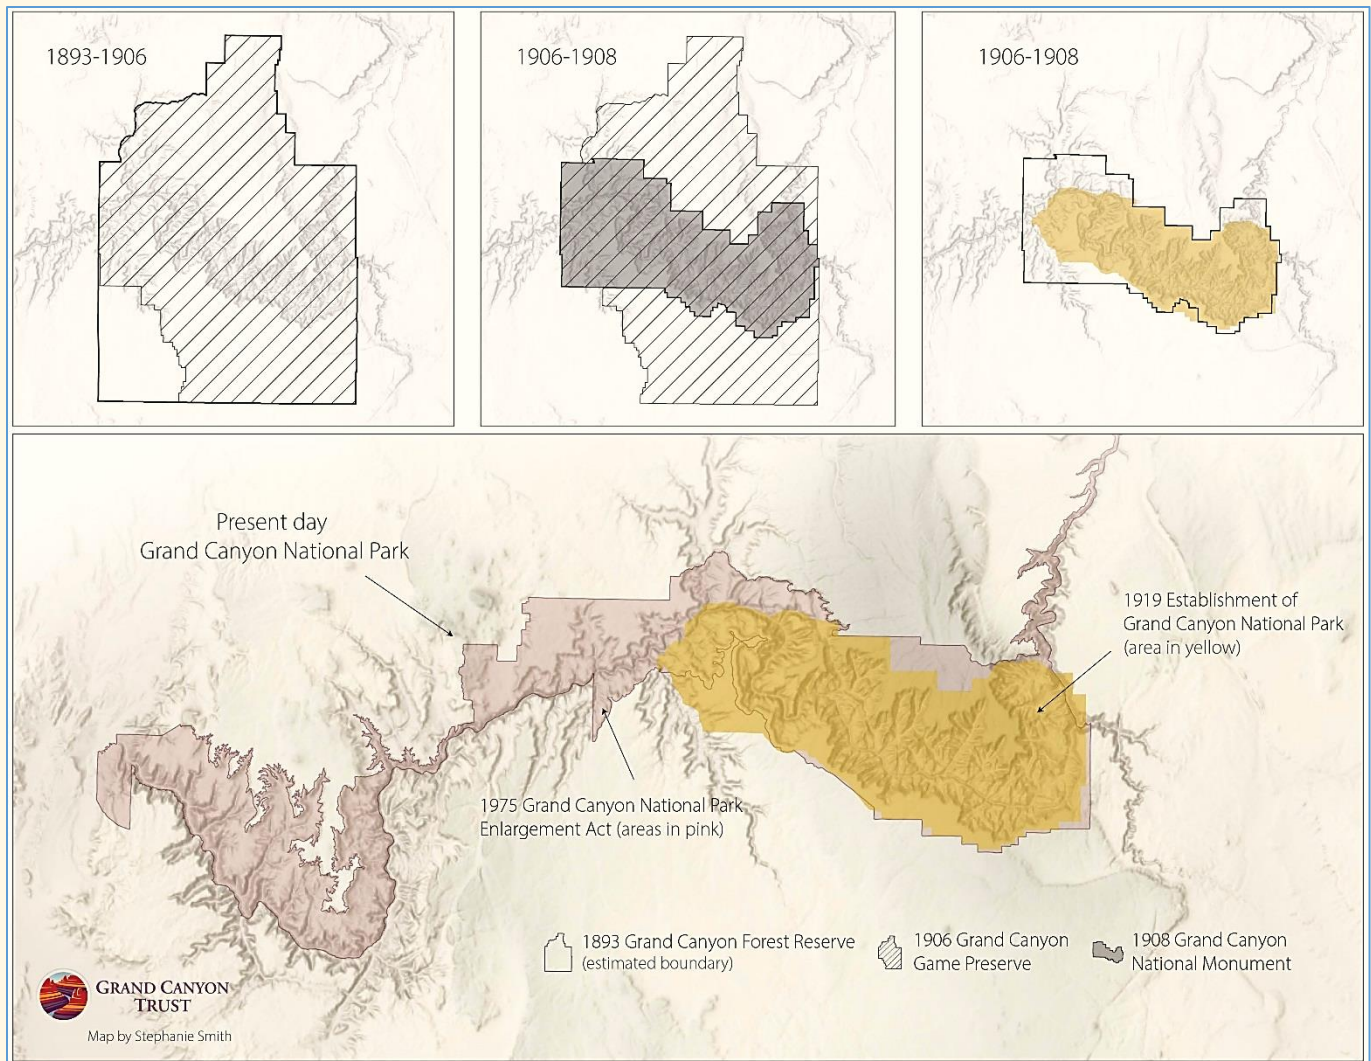 1893-1906
1906-1908
1906-1908
Present day
Grand Canyon National Park
1919 Establishment of
Grand Canyon National Park
(area in yellow)
1975 Grand Canyon National Park
Enlargement Act (areas in pink)
1893 Grand Canyon Forest Reserve
(estimated boundary)
1906 Grand Canyon
Game Preserve
1908 Grand Canyon
National Monument
GRAND CANYON
TRUST
Map by Stephanie Smith